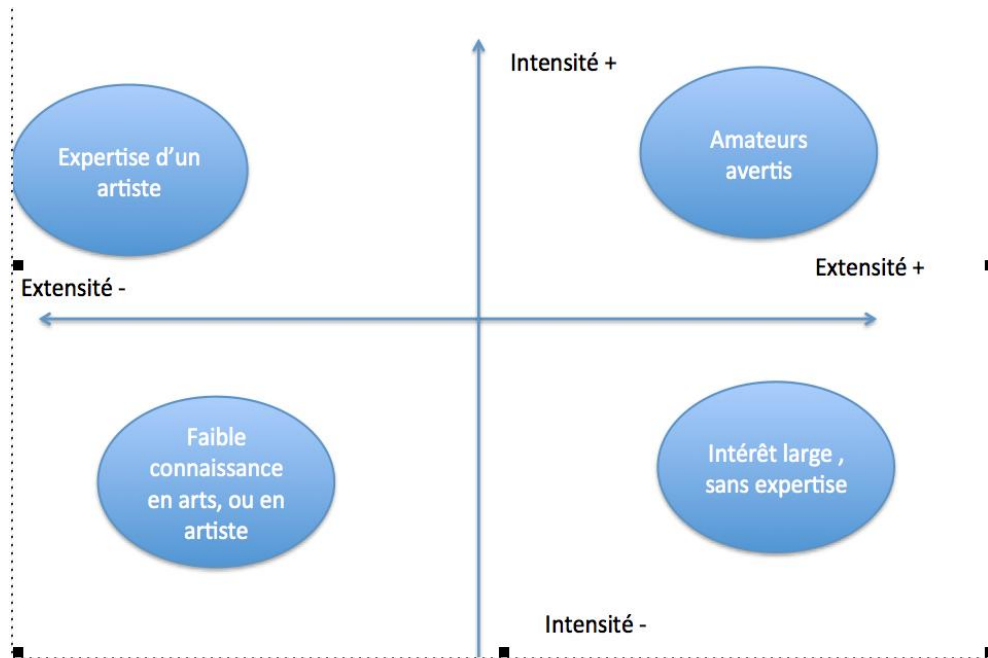 Intensité +
Expertise d'un
artiste
Amateurs
avertis
Extensité +
Extensité -
Faible
connaissance
en arts, ou en
artiste
Intérêt large ,
sans expertise
Intensité -